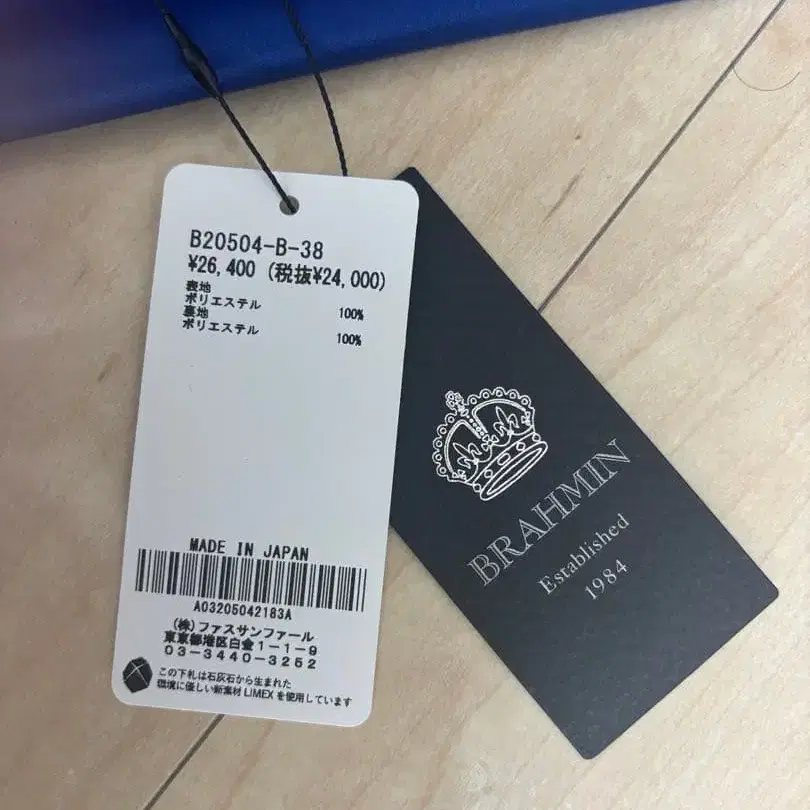 B20504-B-38
¥26,400 (税抜¥24,000)
表地
ポリエステル 100%
裏地
ポリエステル 100%
MADE IN JAPAN
A03205042183A
(株)ファスサンファール
東京都港区白金1-1-9
03-3440-3252
この下札は石灰石から生まれた
環境に優しい新素材 LIMEX を使用しています
BRAHMIN
Established
1984